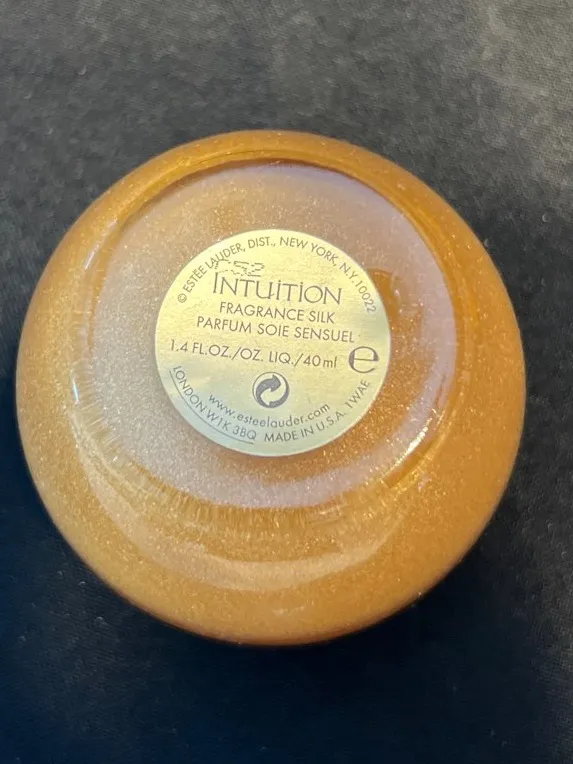 © ESTĒE LAUDER, DIST., NEW YORK, N.Y. 10022
INTUITION
FRAGRANCE SILK
PARFUM SOIE SENSUEL
1.4 FL.OZ./OZ. LIQ./40 ml e
www.esteelauder.com
LONDON W1K 3BQ MADE IN U.S.A. 1WAE